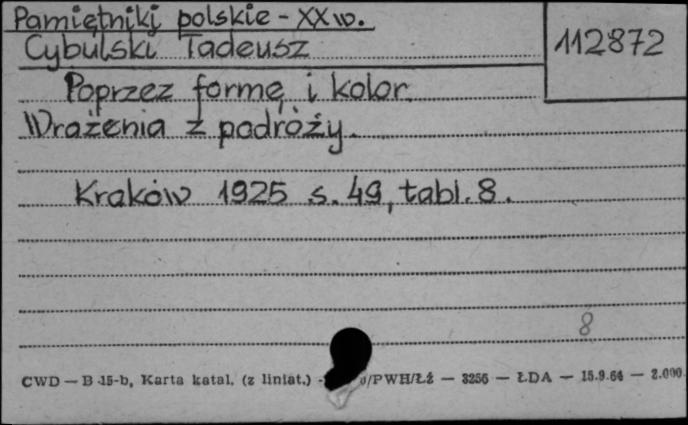 Pamiętniki polskie - XX w.
Cybulski Tadeusz
112872
Poprzez formę i kolor.
Wrażenia z podróży.
Kraków 1925 s. 49, tabl. 8.
8
CWD — B 15-b, Karta katal. (z liniat.) /PWH/Łż — 3256 — ŁDA — 15.9.64 — 2.000